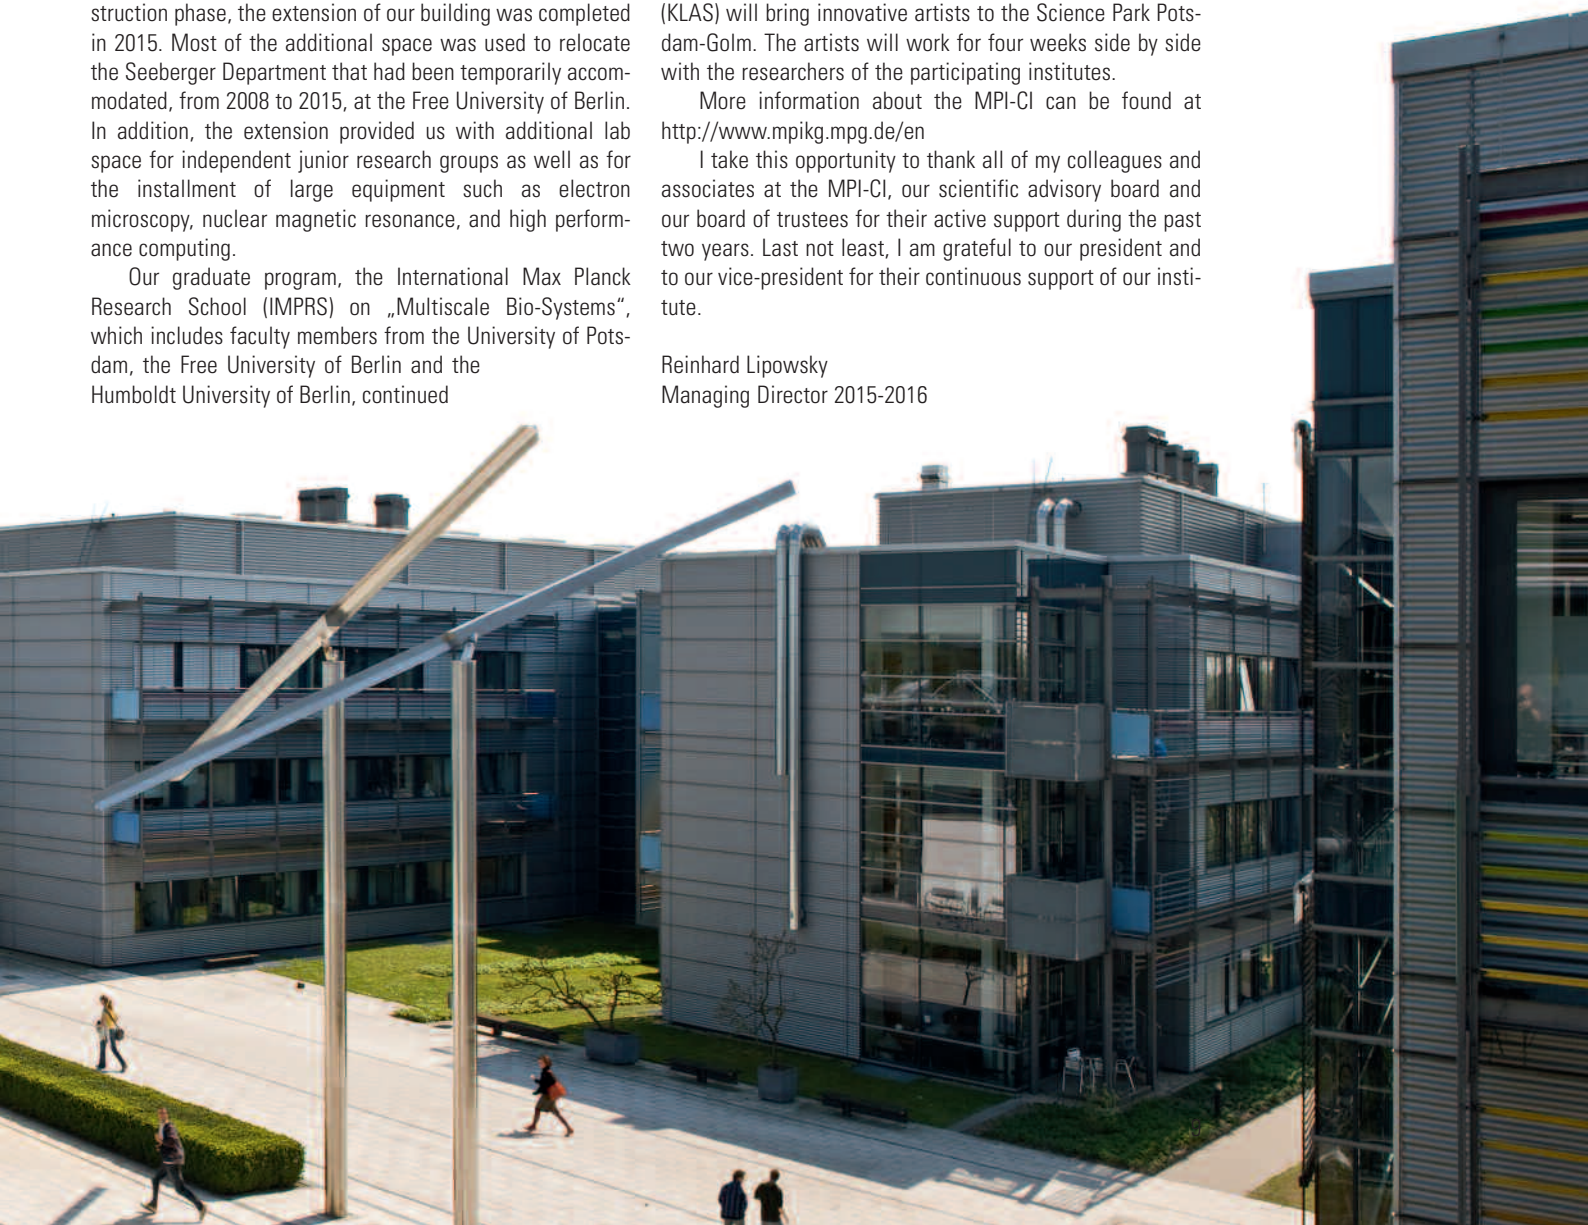 struction phase, the extension of our building was completed
in 2015. Most of the additional space was used to relocate
the Seeberger Department that had been temporarily accom-
modated, from 2008 to 2015, at the Free University of Berlin.
In addition, the extension provided us with additional lab
space for independent junior research groups as well as for
the installment of large equipment such as electron
microscopy, nuclear magnetic resonance, and high perform-
ance computing.
Our graduate program, the International Max Planck
Research School (IMPRS) on „Multiscale Bio-Systems“,
which includes faculty members from the University of Pots-
dam, the Free University of Berlin and the
Humboldt University of Berlin, continued
(KLAS) will bring innovative artists to the Science Park Pots-
dam-Golm. The artists will work for four weeks side by side
with the researchers of the participating institutes.
More information about the MPI-CI can be found at
http://www.mpikg.mpg.de/en
I take this opportunity to thank all of my colleagues and
associates at the MPI-CI, our scientific advisory board and
our board of trustees for their active support during the past
two years. Last not least, I am grateful to our president and
to our vice-president for their continuous support of our insti-
tute.
Reinhard Lipowsky
Managing Director 2015-2016